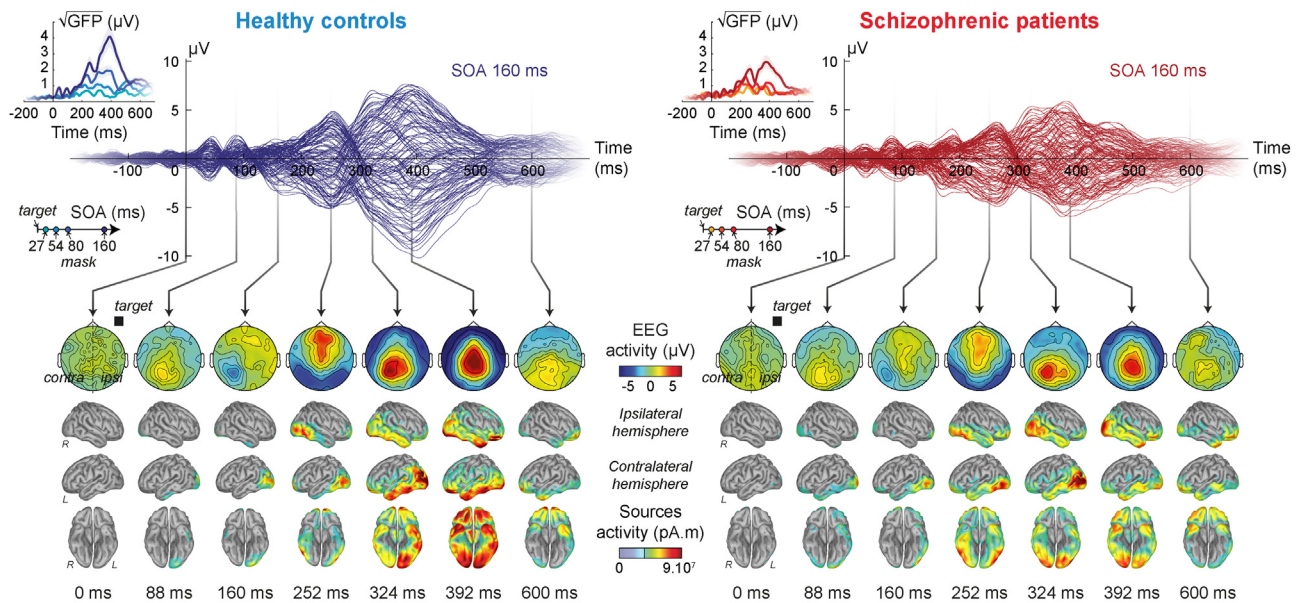 Healthy controls
√GFP (µV)
4
3
2
1
-200 0 200 400 600
Time (ms)
µV
10
5
0
-5
-10
SOA 160 ms
-100 0 100 200 300 400 500 600
Time
(ms)
target
SOA (ms)
27 54 80 160
mask
Schizophrenic patients
√GFP (µV)
4
3
2
1
-200 0 200 400 600
Time (ms)
µV
10
5
0
-5
-10
SOA 160 ms
-100 0 100 200 300 400 500 600
Time
(ms)
target
SOA (ms)
27 54 80 160
mask
target
contra ipsi
EEG
activity (µV)
-5 0 5
target
contra ipsi
Ipsilateral
hemisphere
R
R
Contralateral
hemisphere
L
L
Sources
activity (pA.m)
0 9.10⁷
R L
R L
0 ms 88 ms 160 ms 252 ms 324 ms 392 ms 600 ms
0 ms 88 ms 160 ms 252 ms 324 ms 392 ms 600 ms